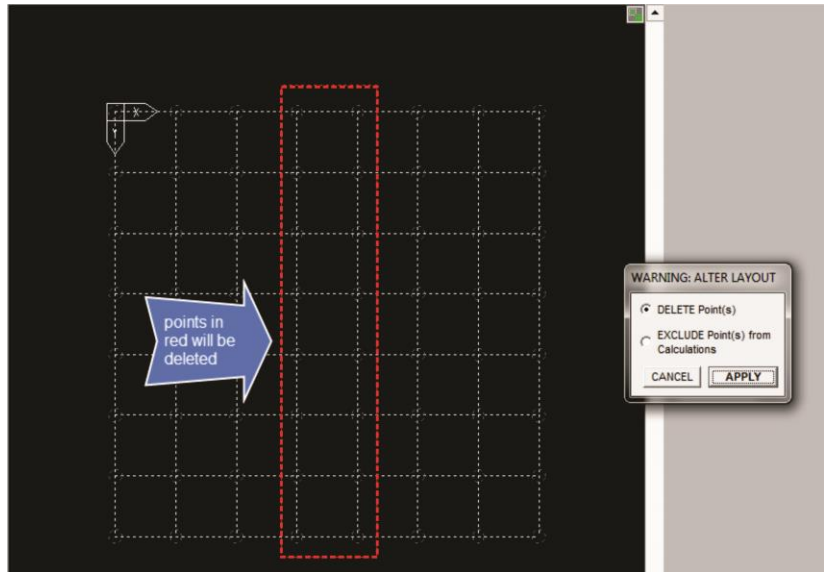 X
Y
points in
red will be
deleted
WARNING: ALTER LAYOUT
DELETE Point(s)
EXCLUDE Point(s) from
Calculations
CANCEL
APPLY